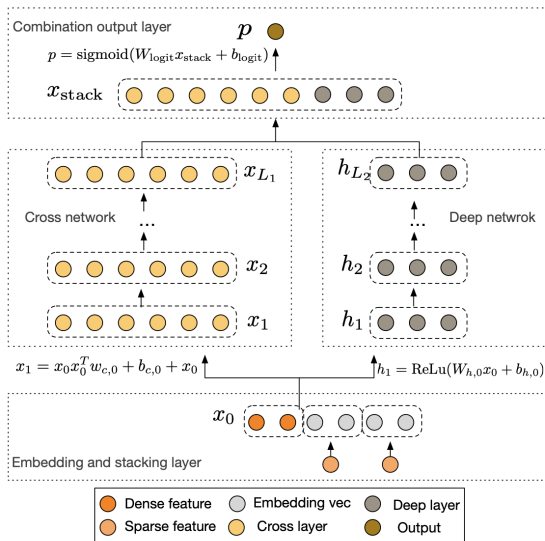 Combination output layer
p
p = sigmoid(W_logit x_stack + b_logit)
x_stack
x_{L_1}
h_{L_2}
Cross network
Deep netwrok
...
...
x_2
h_2
x_1
h_1
x_1 = x_0 x_0^T w_{c,0} + b_{c,0} + x_0
h_1 = ReLu(W_{h,0} x_0 + b_{h,0})
x_0
Embedding and stacking layer
Dense feature
Embedding vec
Deep layer
Sparse feature
Cross layer
Output